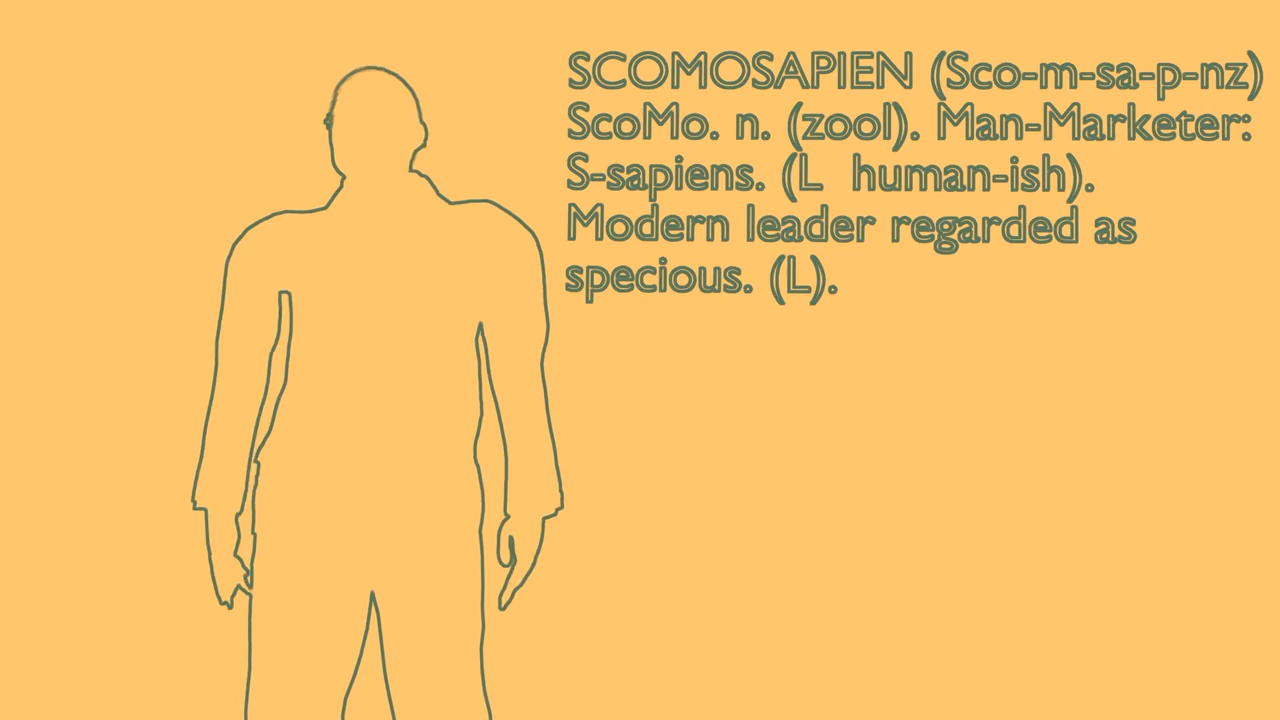 SCOMOSAPIEN (Sco-m-sa-p-nz)
ScoMo. n. (zool). Man-Marketer:
S-sapiens. (L  human-ish).
Modern leader regarded as
specious. (L).